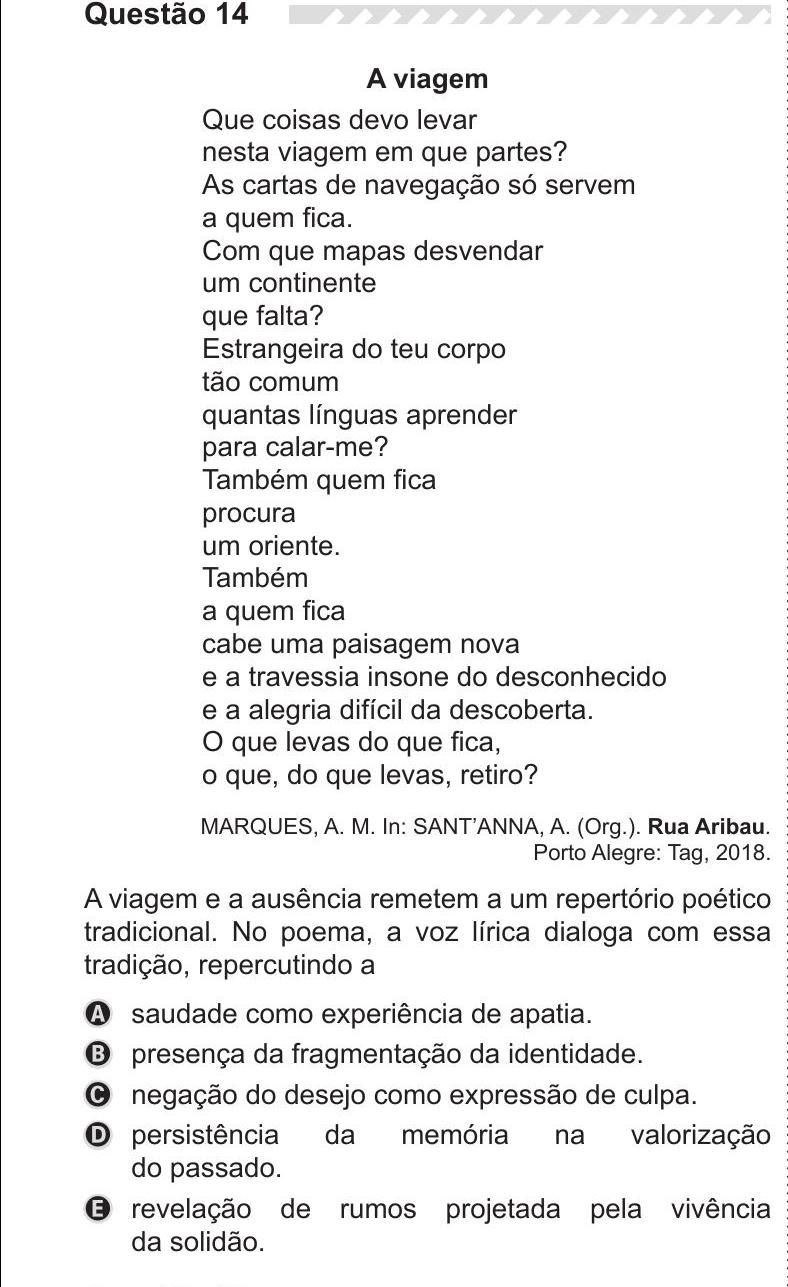 Questão 14
A viagem
Que coisas devo levar
nesta viagem em que partes?
As cartas de navegação só servem
a quem fica.
Com que mapas desvendar
um continente
que falta?
Estrangeira do teu corpo
tão comum
quantas línguas aprender
para calar-me?
Também quem fica
procura
um oriente.
Também
a quem fica
cabe uma paisagem nova
e a travessia insone do desconhecido
e a alegria difícil da descoberta.
O que levas do que fica,
o que, do que levas, retiro?
MARQUES, A. M. In: SANT’ANNA, A. (Org.). Rua Aribau.
Porto Alegre: Tag, 2018.
A viagem e a ausência remetem a um repertório poético
tradicional. No poema, a voz lírica dialoga com essa
tradição, repercutindo a
A saudade como experiência de apatia.
B presença da fragmentação da identidade.
C negação do desejo como expressão de culpa.
D persistência da memória na valorização
do passado.
E revelação de rumos projetada pela vivência
da solidão.